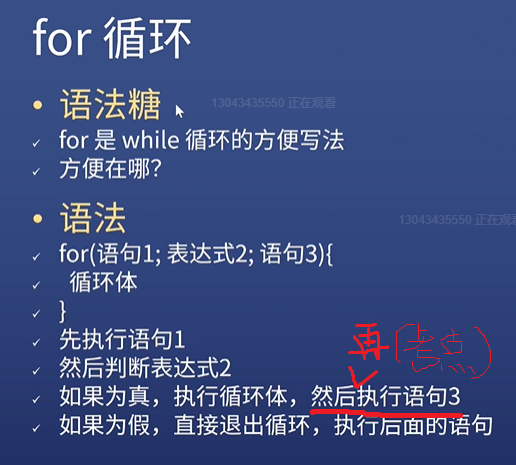 for 循环
• 语法糖
13043435550 正在观看
✓ for 是 while 循环的方便写法
✓ 方便在哪？
• 语法
13043435550 正在观看
✓ for(语句1; 表达式2; 语句3){
✓ 循环体
✓ }
✓ 先执行语句1
✓ 然后判断表达式2
再 (考点)
✓ 如果为真，执行循环体，然后执行语句3
✓ 如果为假，直接退出循环，执行后面的语句